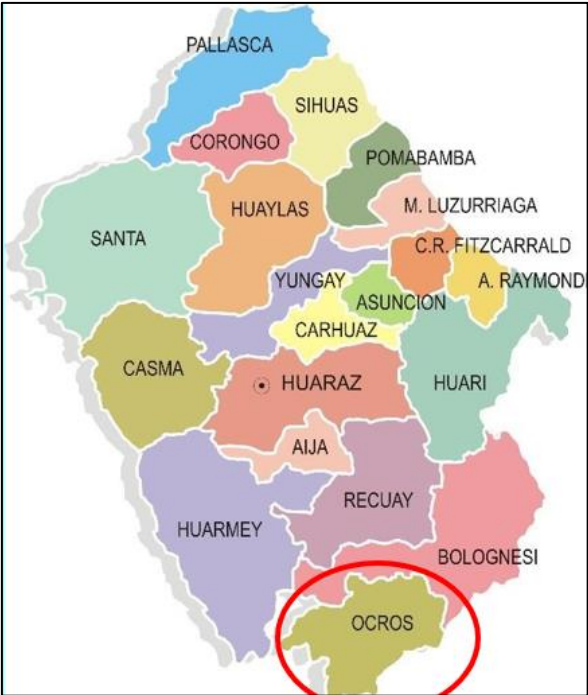 PALLASCA
SIHUAS
CORONGO
POMABAMBA
HUAYLAS
M. LUZURRIAGA
SANTA
C.R. FITZCARRALD
YUNGAY
A. RAYMONDI
ASUNCION
CARHUAZ
CASMA
HUARAZ
HUARI
AIJA
RECUAY
HUARMEY
BOLOGNESI
OCROS